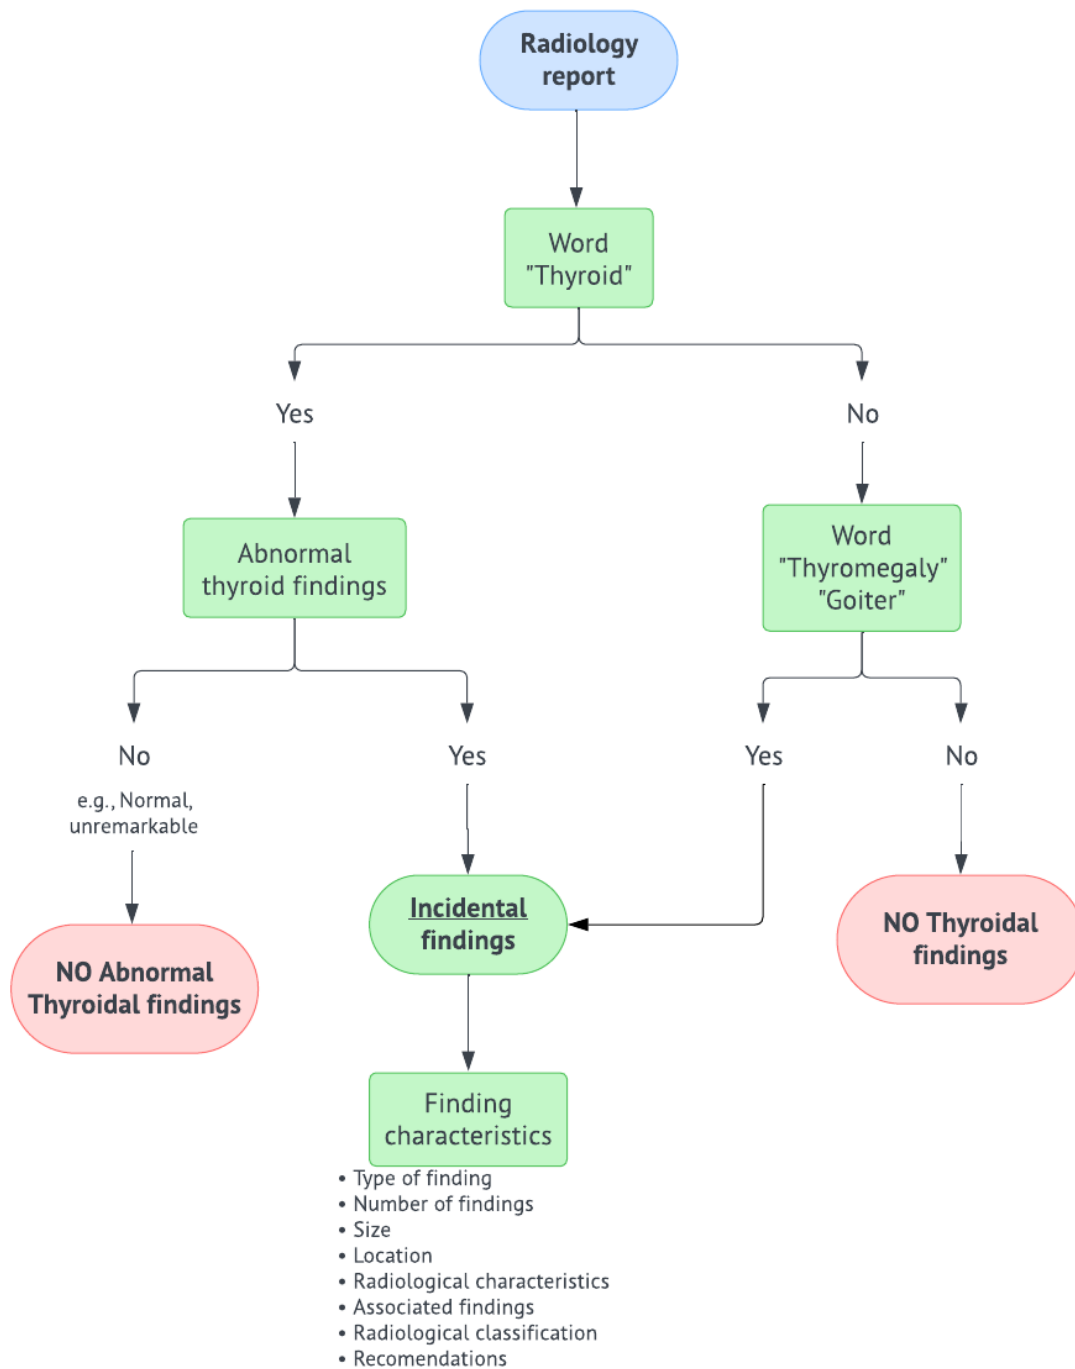 Radiology
report
Word
"Thyroid"
Yes
No
Abnormal
thyroid findings
Word
"Thyromegaly"
"Goiter"
No
Yes
Yes
No
e.g., Normal,
unremarkable
Incidental
findings
NO Thyroidal
findings
NO Abnormal
Thyroidal findings
Finding
characteristics
• Type of finding
• Number of findings
• Size
• Location
• Radiological characteristics
• Associated findings
• Radiological classification
• Recomendations